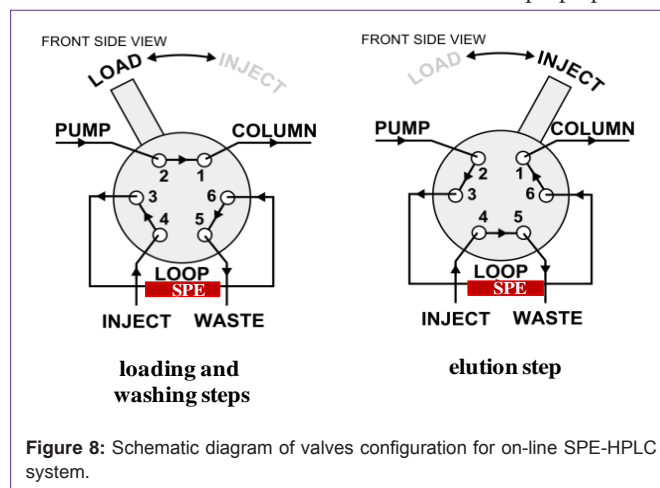 FRONT SIDE VIEW
LOAD
INJECT
PUMP
COLUMN
2 1
3 6
4 5
LOOP
SPE
INJECT WASTE
loading and
washing steps
FRONT SIDE VIEW
LOAD
INJECT
PUMP
COLUMN
2 1
3 6
4 5
LOOP
SPE
INJECT WASTE
elution step
Figure 8: Schematic diagram of valves configuration for on-line SPE-HPLC
system.